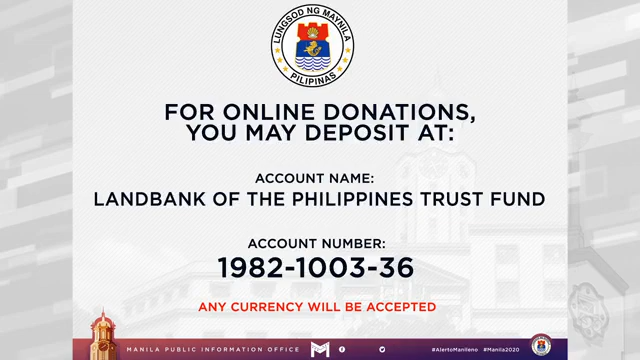 LUNGSOD NG MAYNILA
PILIPINAS
FOR ONLINE DONATIONS,
YOU MAY DEPOSIT AT:
ACCOUNT NAME:
LANDBANK OF THE PHILIPPINES TRUST FUND
ACCOUNT NUMBER:
1982-1003-36
ANY CURRENCY WILL BE ACCEPTED
MANILA PUBLIC INFORMATION OFFICE
#AlertoManileno #Manila2020